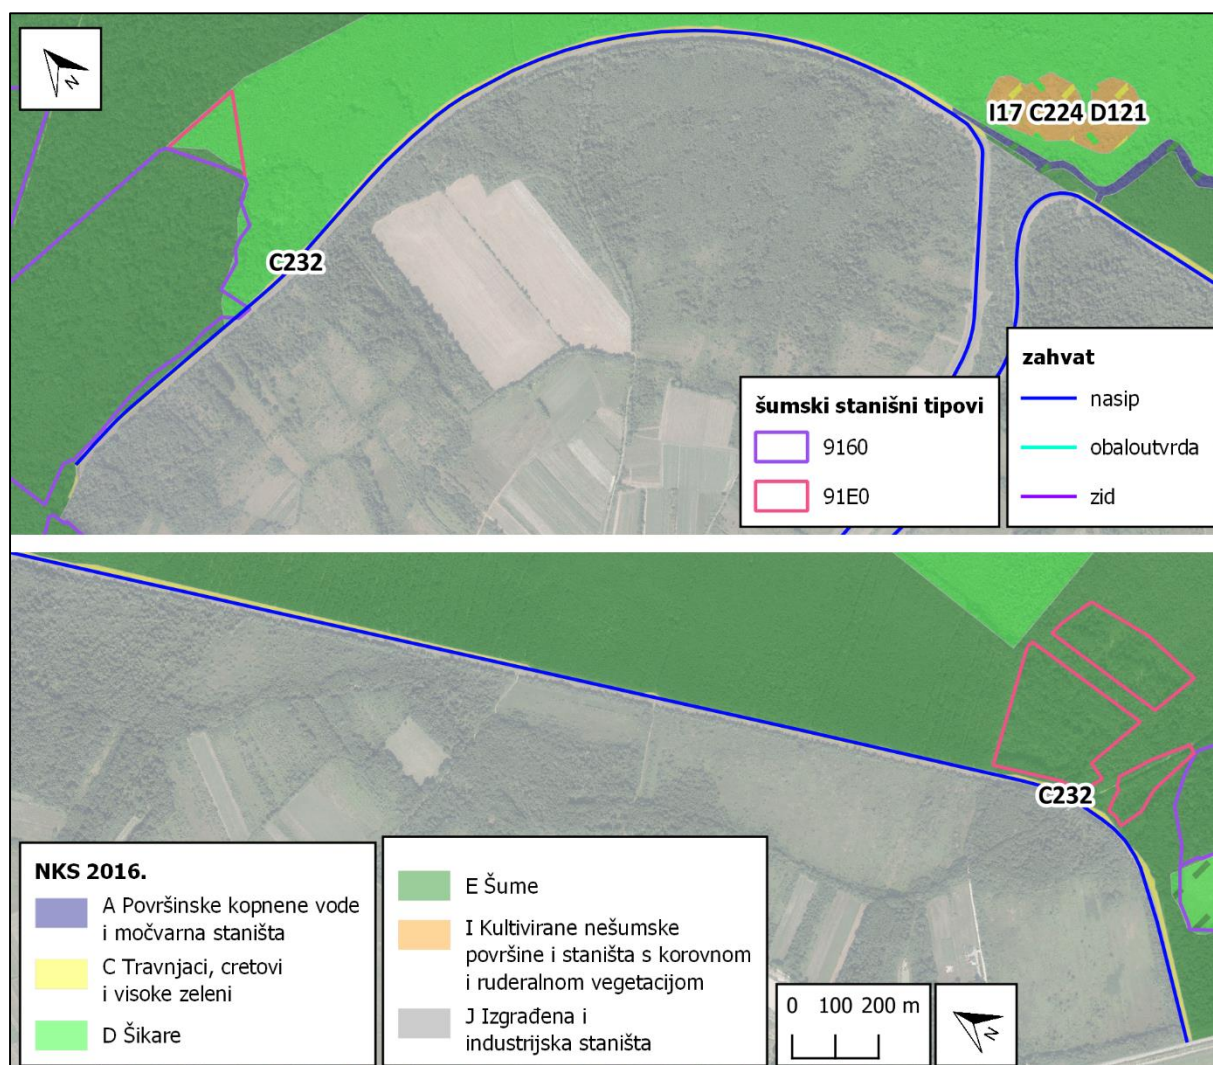 N
I17 C224 D121
C232
zahvat
nasip
obaloutvrda
zid
šumski stanišni tipovi
9160
91E0
C232
NKS 2016.
A Površinske kopnene vode
i močvarna staništa
C Travnjaci, cretovi
i visoke zeleni
D Šikare
E Šume
I Kultivirane nešumske
površine i staništa s korovnom
i ruderalnom vegetacijom
J Izgrađena i
industrijska staništa
0 100 200 m
N